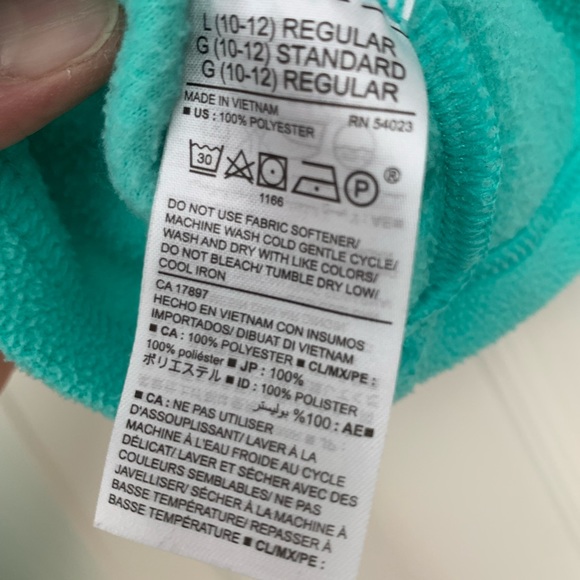 L (10-12) REGULAR
G (10-12) STANDARD
G (10-12) REGULAR
MADE IN VIETNAM RN 54023
■ US : 100% POLYESTER
30 P ®
1166
DO NOT USE FABRIC SOFTENER/
MACHINE WASH COLD GENTLE CYCLE/
WASH AND DRY WITH LIKE COLORS/
DO NOT BLEACH/ TUMBLE DRY LOW/
COOL IRON
CA 17897
HECHO EN VIETNAM CON INSUMOS
IMPORTADOS/ DIBUAT DI VIETNAM
■ CA : 100% POLYESTER ■ CL/MX/PE :
100% poliéster ■ JP : 100%
ポリエステル ■ ID : 100% POLISTER
■AE : 100% بوليستر
■ CA : NE PAS UTILISER
D'ASSOUPLISSANT/ LAVER À LA
MACHINE À L'EAU FROIDE AU CYCLE
DÉLICAT/ LAVER ET SÉCHER AVEC DES
COULEURS SEMBLABLES/ NE PAS
JAVELLISER/ SÉCHER À LA MACHINE À
BASSE TEMPÉRATURE/ REPASSER À
BASSE TEMPÉRATURE ■ CL/MX/PE :